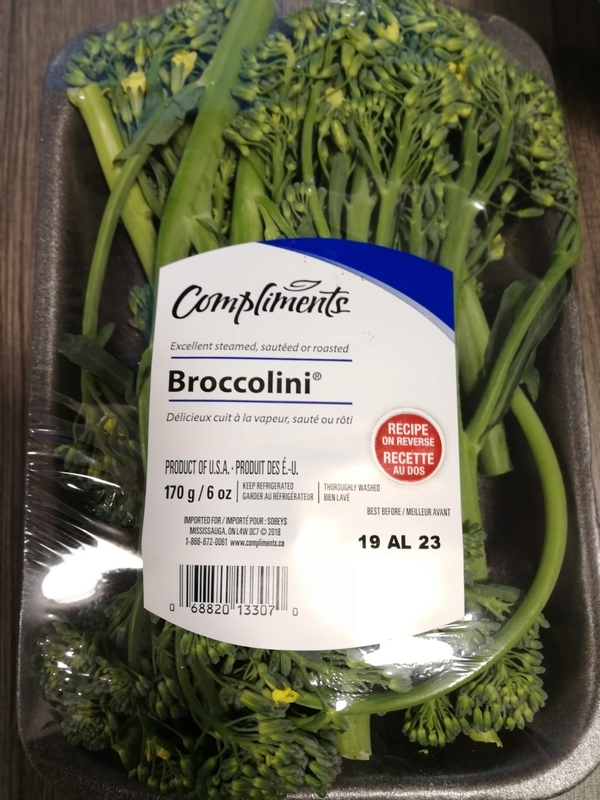 Compliments
Excellent steamed, sautéed or roasted
Broccolini®
Délicieux cuit à la vapeur, sauté ou rôti
RECIPE
ON REVERSE
RECETTE
AU DOS
PRODUCT OF U.S.A. • PRODUIT DES É.-U.
170 g / 6 oz
KEEP REFRIGERATED
GARDER AU RÉFRIGÉRATEUR
THOROUGHLY WASHED
BIEN LAVÉ
BEST BEFORE / MEILLEUR AVANT
19 AL 23
IMPORTED FOR / IMPORTÉ POUR : SOBEYS
MISSISSAUGA, ON L4W 0C7 © 2018
1-866-672-0081 www.compliments.ca
0 68820 13307 0